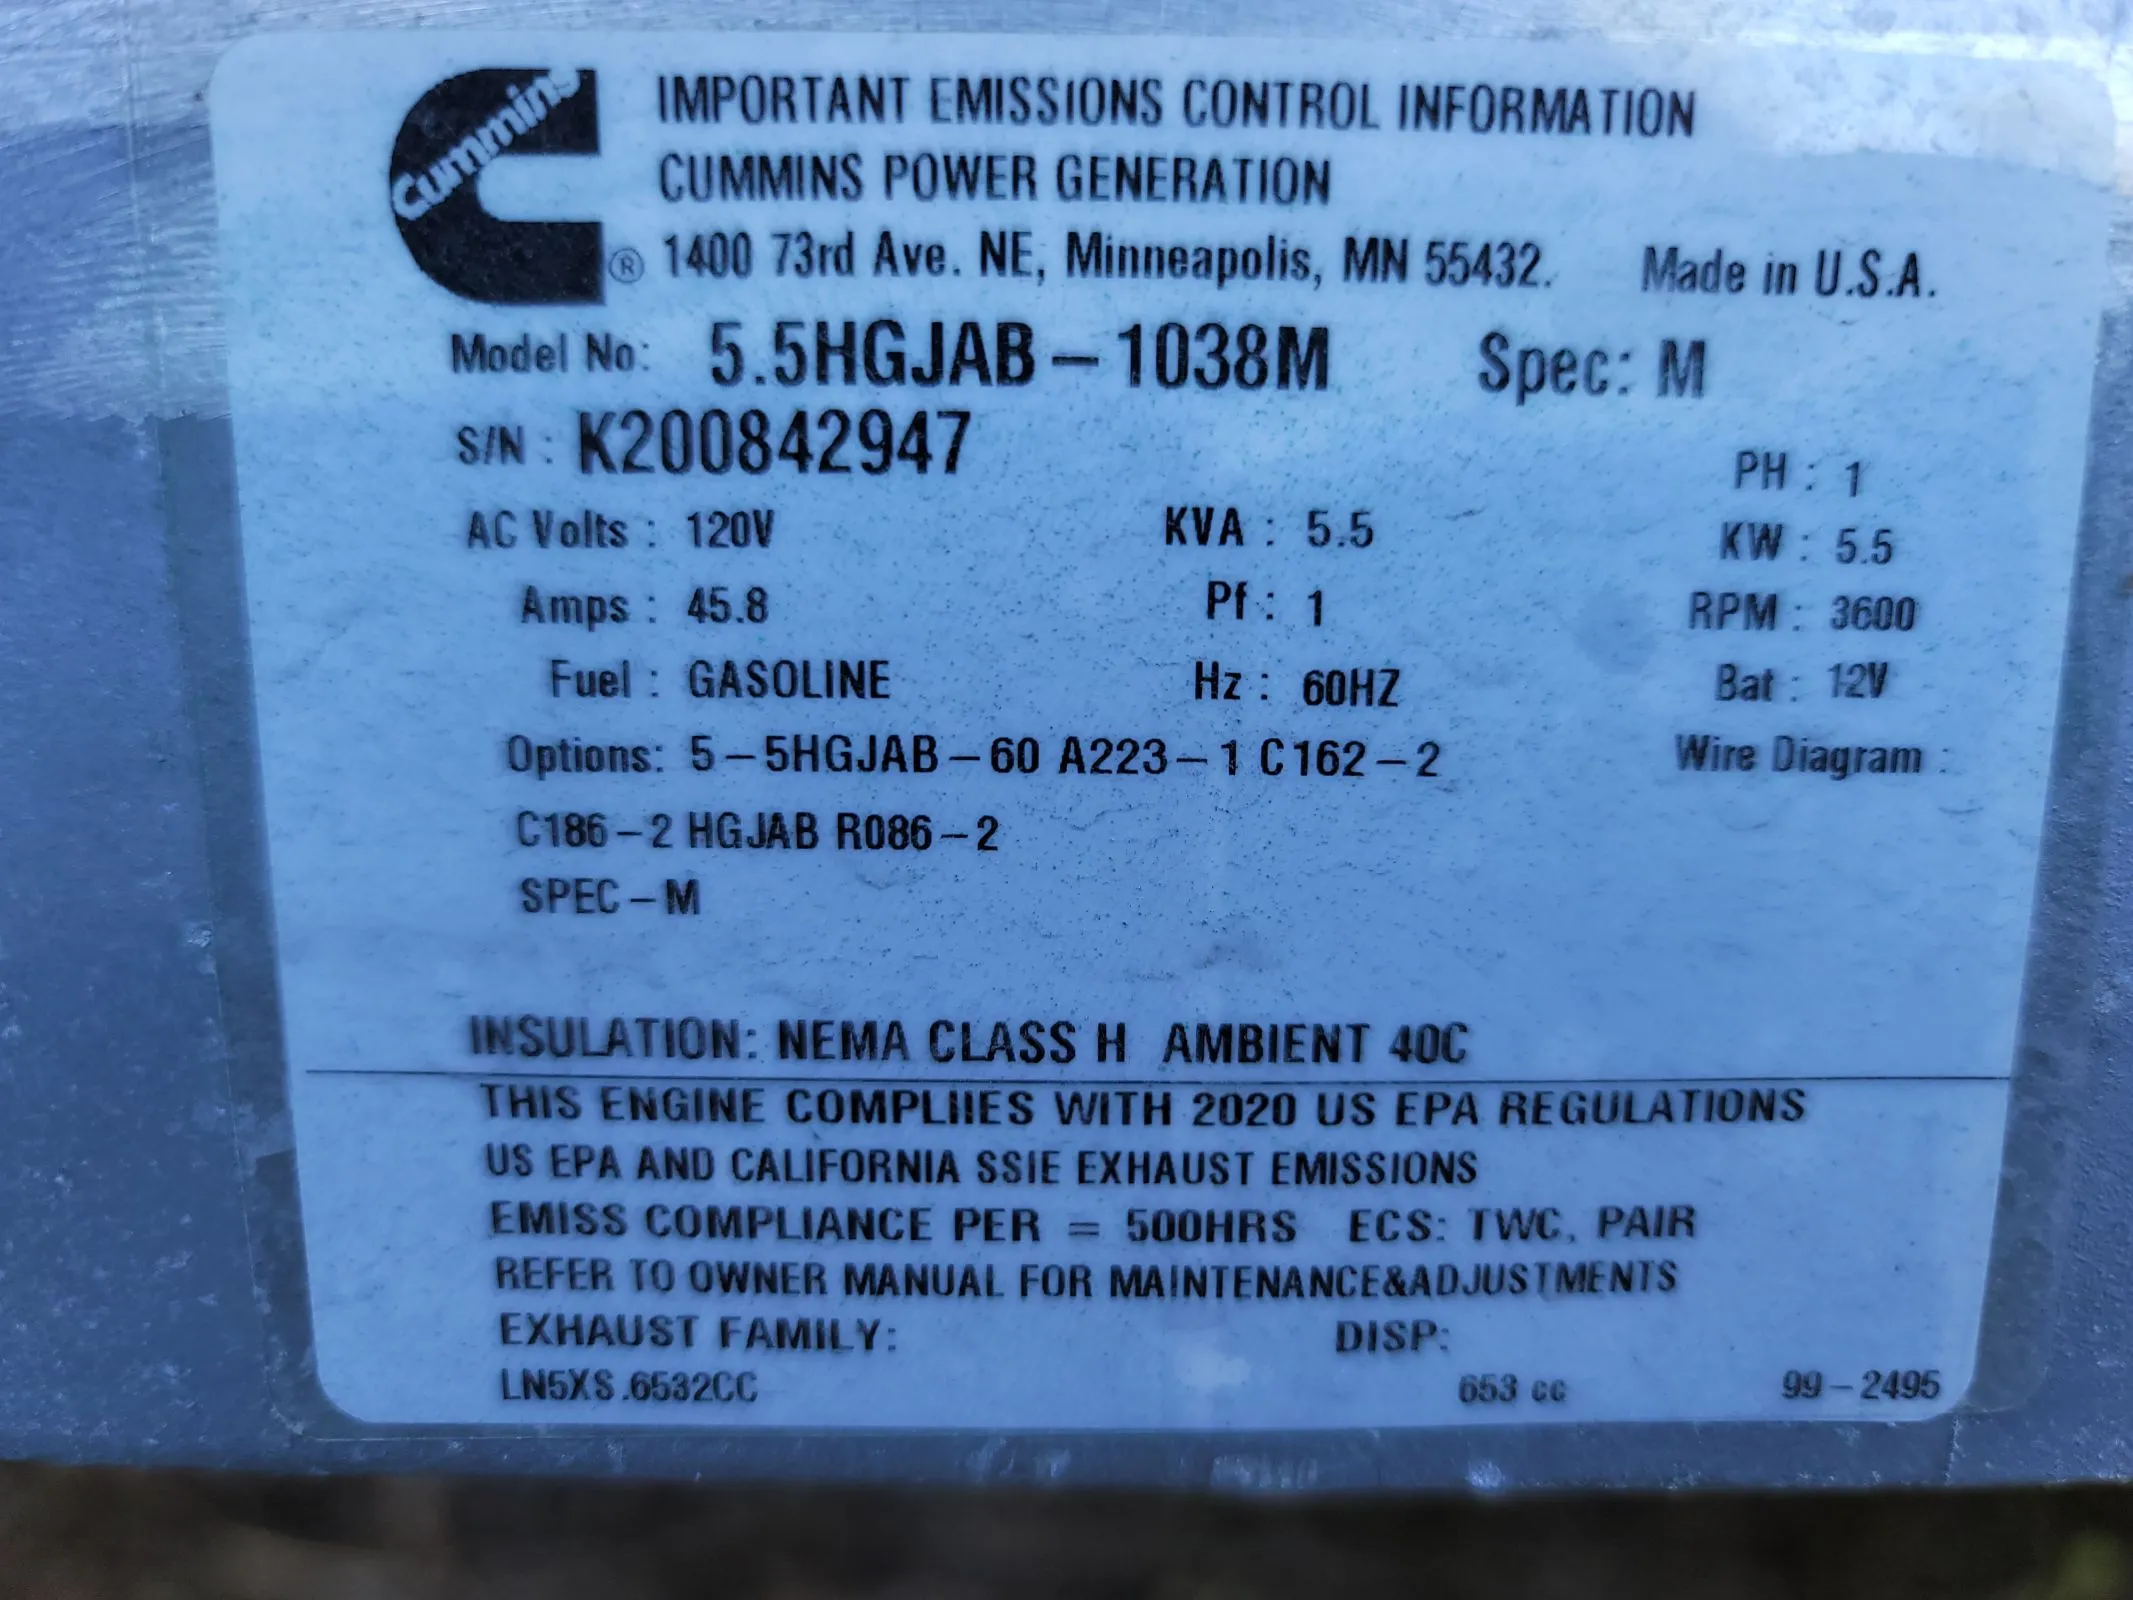 Cummins
®
IMPORTANT EMISSIONS CONTROL INFORMATION
CUMMINS POWER GENERATION
1400 73rd Ave. NE, Minneapolis, MN 55432. Made in U.S.A.
Model No: 5.5HGJAB-1038M Spec: M
S/N : K200842947 PH : 1
AC Volts : 120V KVA : 5.5 KW : 5.5
Amps : 45.8 Pf : 1 RPM : 3600
Fuel : GASOLINE Hz : 60HZ Bat : 12V
Options: 5-5HGJAB-60 A223-1 C162-2 Wire Diagram :
C186-2 HGJAB R086-2
SPEC-M
INSULATION: NEMA CLASS H AMBIENT 40C
THIS ENGINE COMPLIIES WITH 2020 US EPA REGULATIONS
US EPA AND CALIFORNIA SSIE EXHAUST EMISSIONS
EMISS COMPLIANCE PER = 500HRS ECS: TWC, PAIR
REFER TO OWNER MANUAL FOR MAINTENANCE&ADJUSTMENTS
EXHAUST FAMILY: DISP:
LN5XS.6532CC 653 cc 99-2495